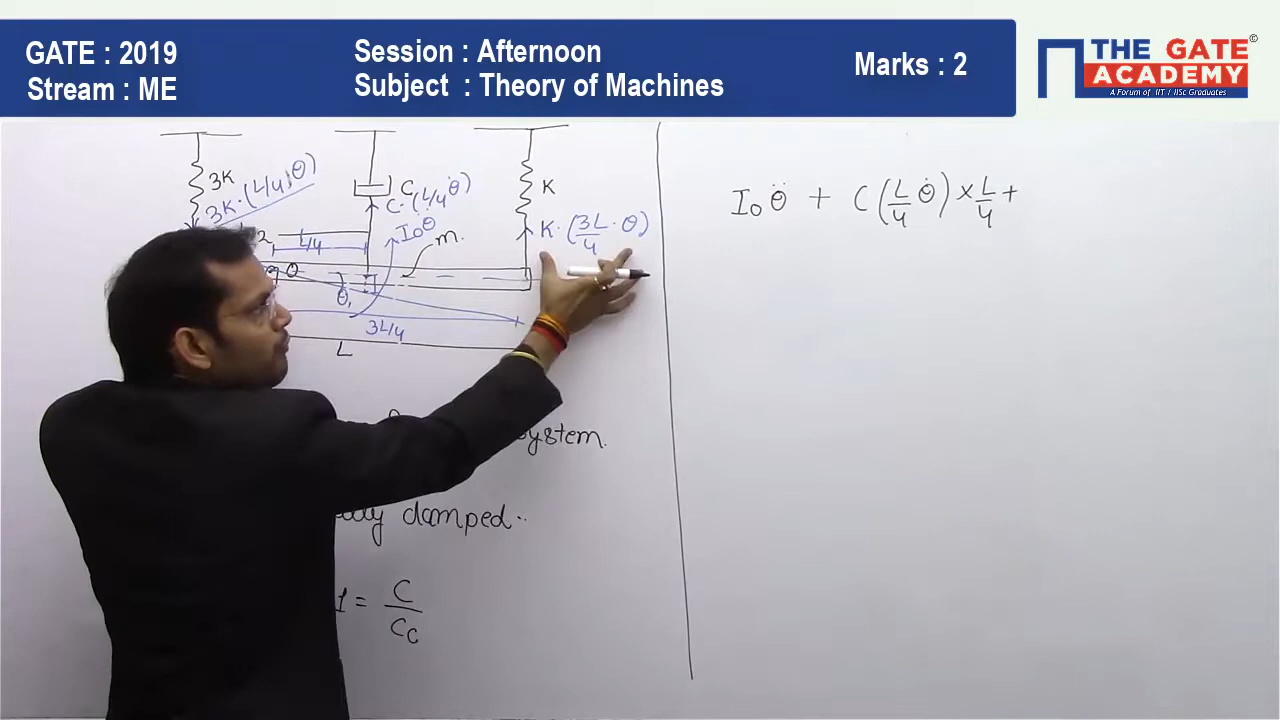 GATE : 2019
Stream : ME
Session : Afternoon
Subject : Theory of Machines
Marks : 2
THE GATE
ACADEMY
A Forum of IIT / IISc Graduates
©
3K
3K·(L/4)θ)
C
C·(L/4 θ̇)
K
K·(3L/4 · θ)
I₀θ̈
m.
L/4
θ
θ,
3L/4
L
system.
damped..
1 = C/Cc
I₀θ̈ + C(L/4 θ̇) × L/4 +